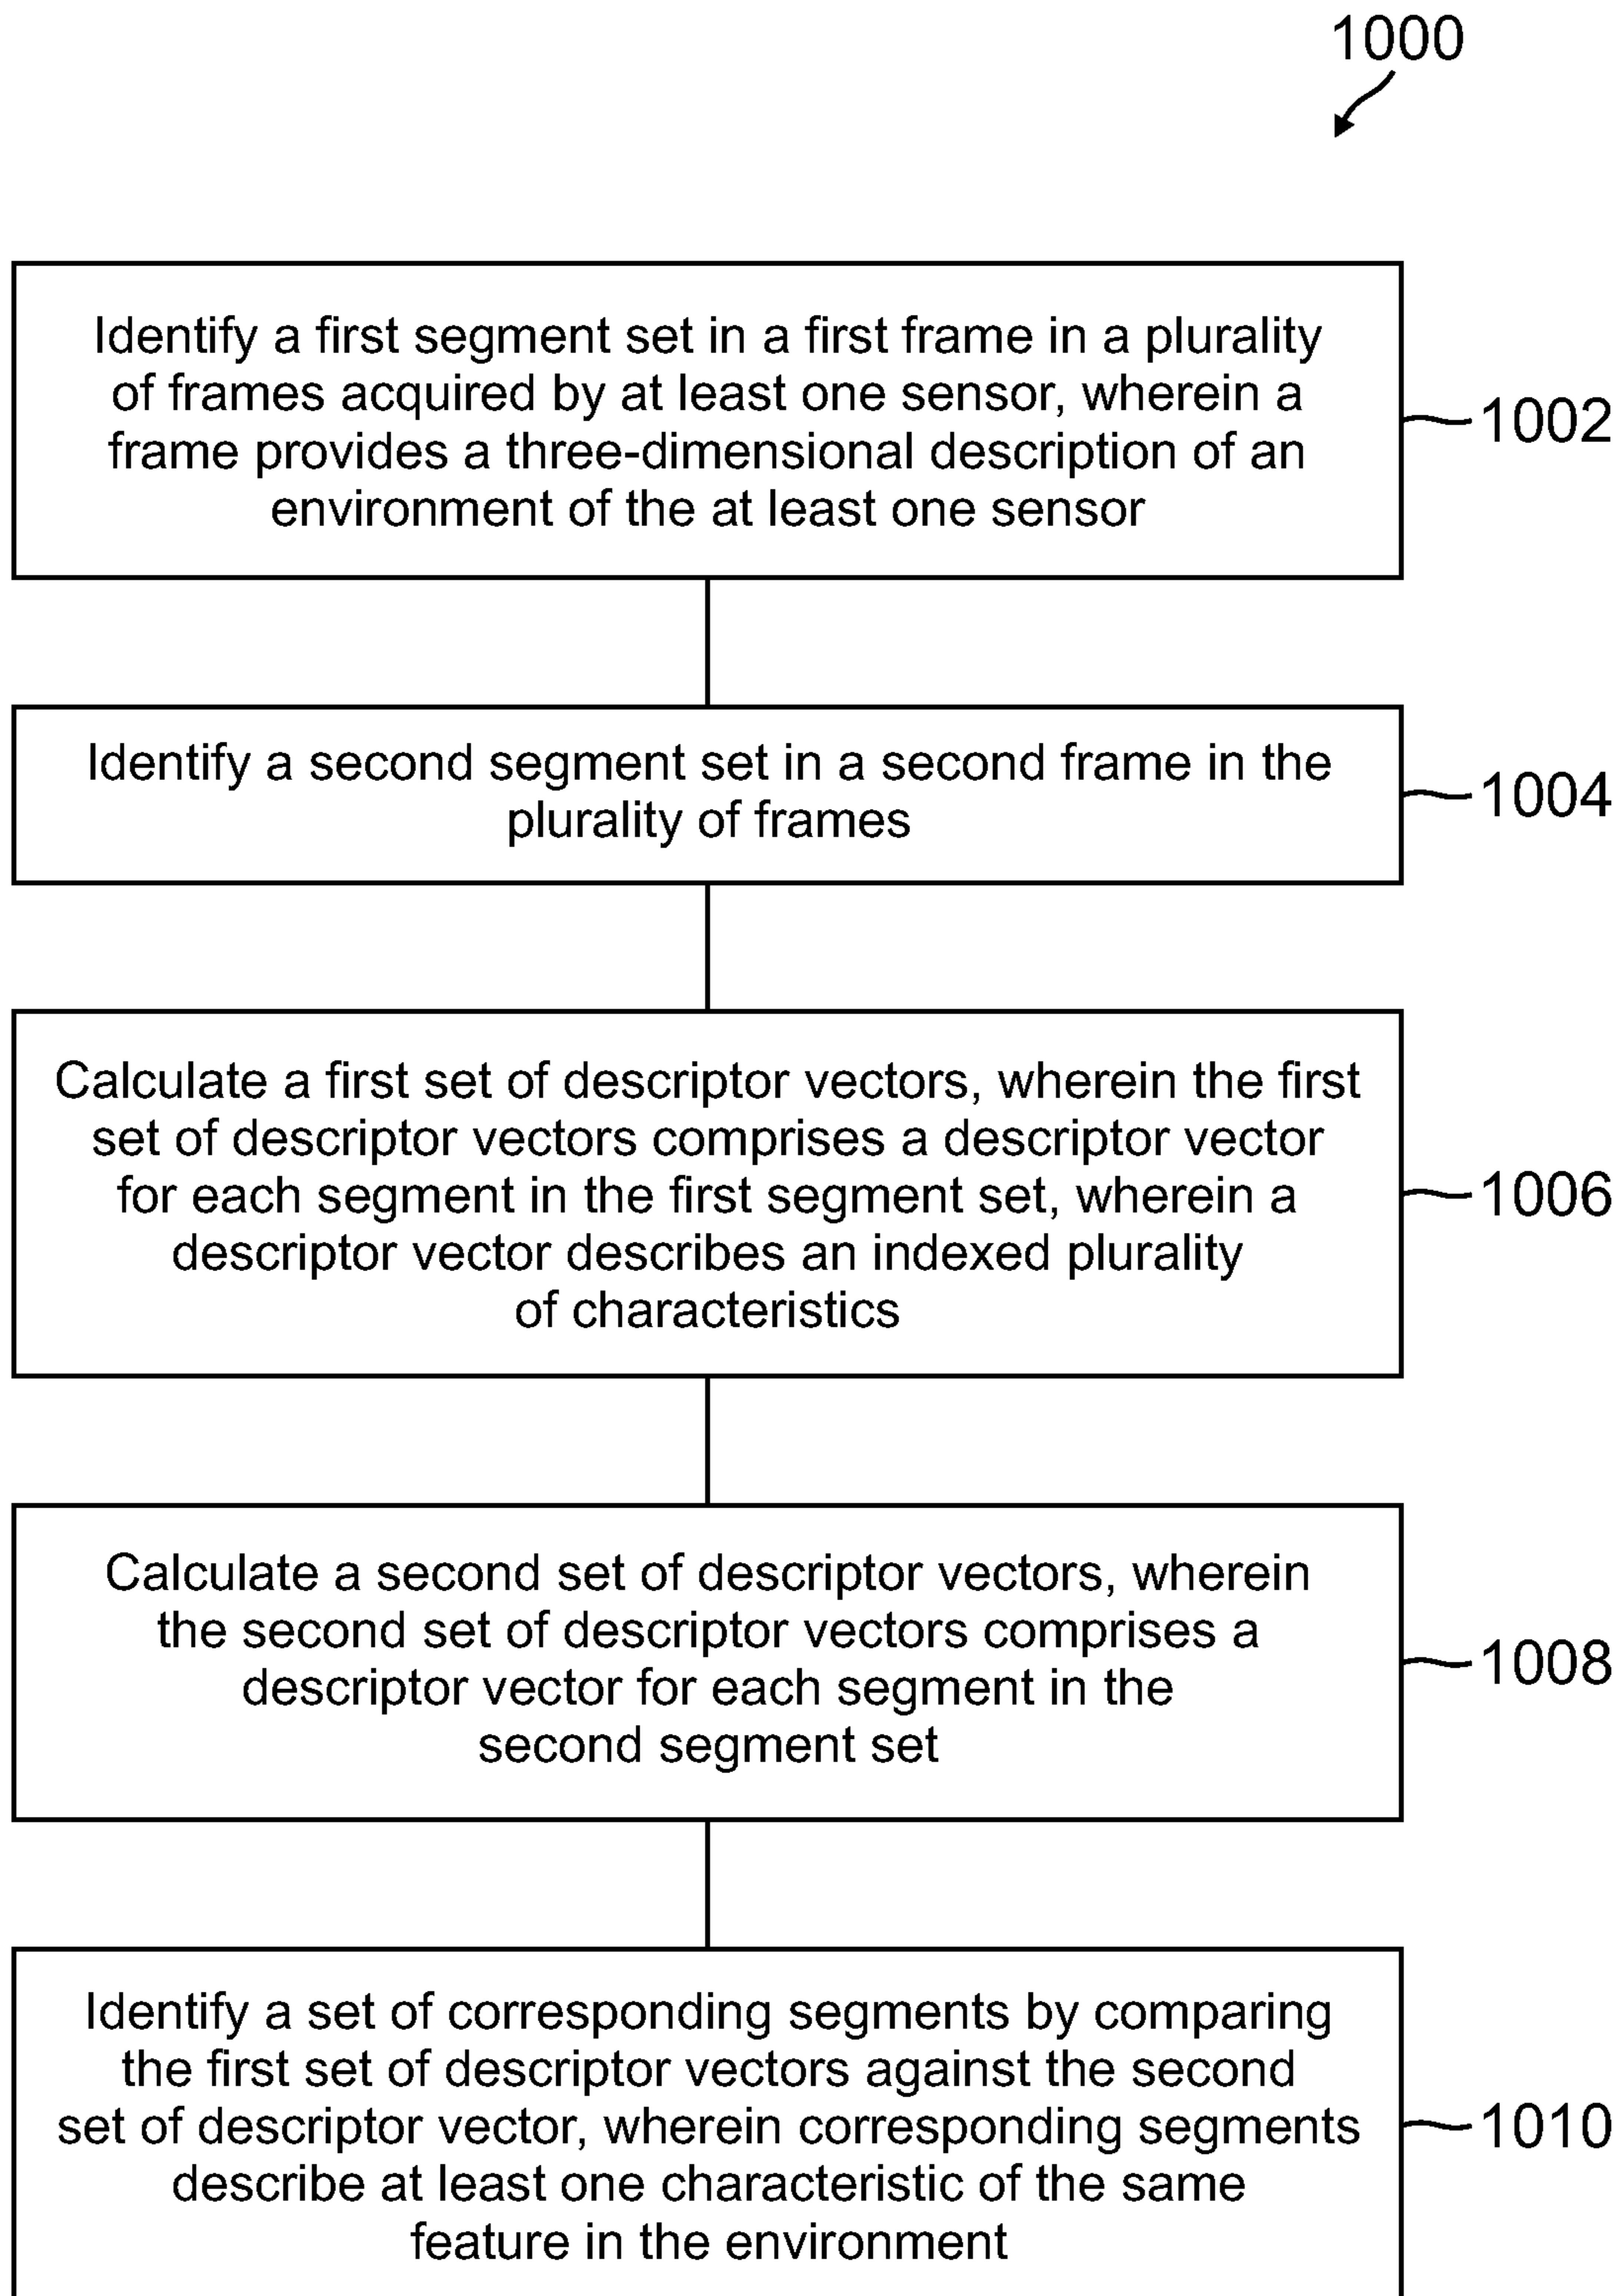 1000
Identify a first segment set in a first frame in a plurality
of frames acquired by at least one sensor, wherein a
frame provides a three-dimensional description of an
environment of the at least one sensor
1002
Identify a second segment set in a second frame in the
plurality of frames
1004
Calculate a first set of descriptor vectors, wherein the first
set of descriptor vectors comprises a descriptor vector
for each segment in the first segment set, wherein a
descriptor vector describes an indexed plurality
of characteristics
1006
Calculate a second set of descriptor vectors, wherein
the second set of descriptor vectors comprises a
descriptor vector for each segment in the
second segment set
1008
Identify a set of corresponding segments by comparing
the first set of descriptor vectors against the second
set of descriptor vector, wherein corresponding segments
describe at least one characteristic of the same
feature in the environment
1010